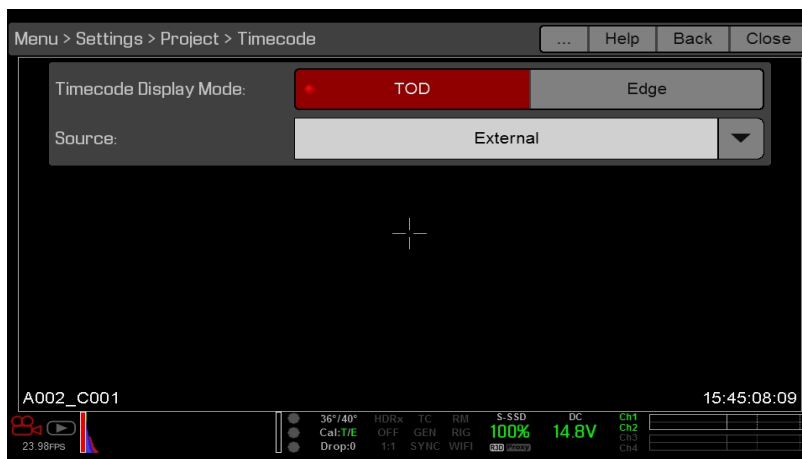 Menu > Settings > Project > Timecode ... Help Back Close
Timecode Display Mode: TOD Edge
Source: External
A002_C001 15:45:08:09
36°/40° HDRx TC RM S-SSD DC Ch1
Cal:T/E OFF GEN RIG 100% 14.8V Ch2
Ch3
23.98FPS Drop:0 1:1 SYNC WIFI R3D Proxy Ch4